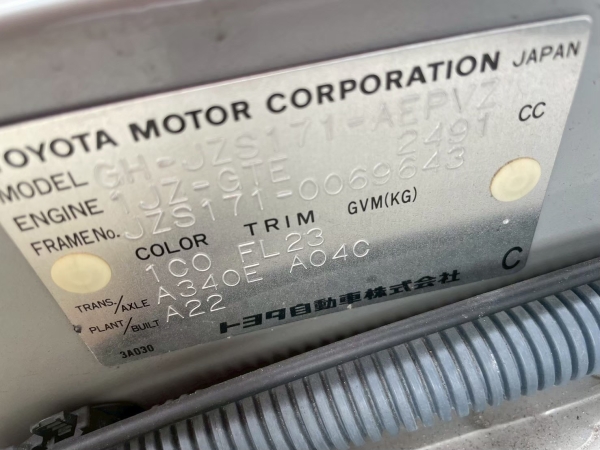 TOYOTA MOTOR CORPORATION JAPAN
MODEL GH-JZS171-AEPVZ
ENGINE 1JZ-GTE 2491 CC
FRAME No. JZS171-0069643
COLOR TRIM GVM(KG)
1C0 FL23
TRANS./AXLE A340E A04C
PLANT/BUILT A22
トヨタ自動車株式会社 C
3A030